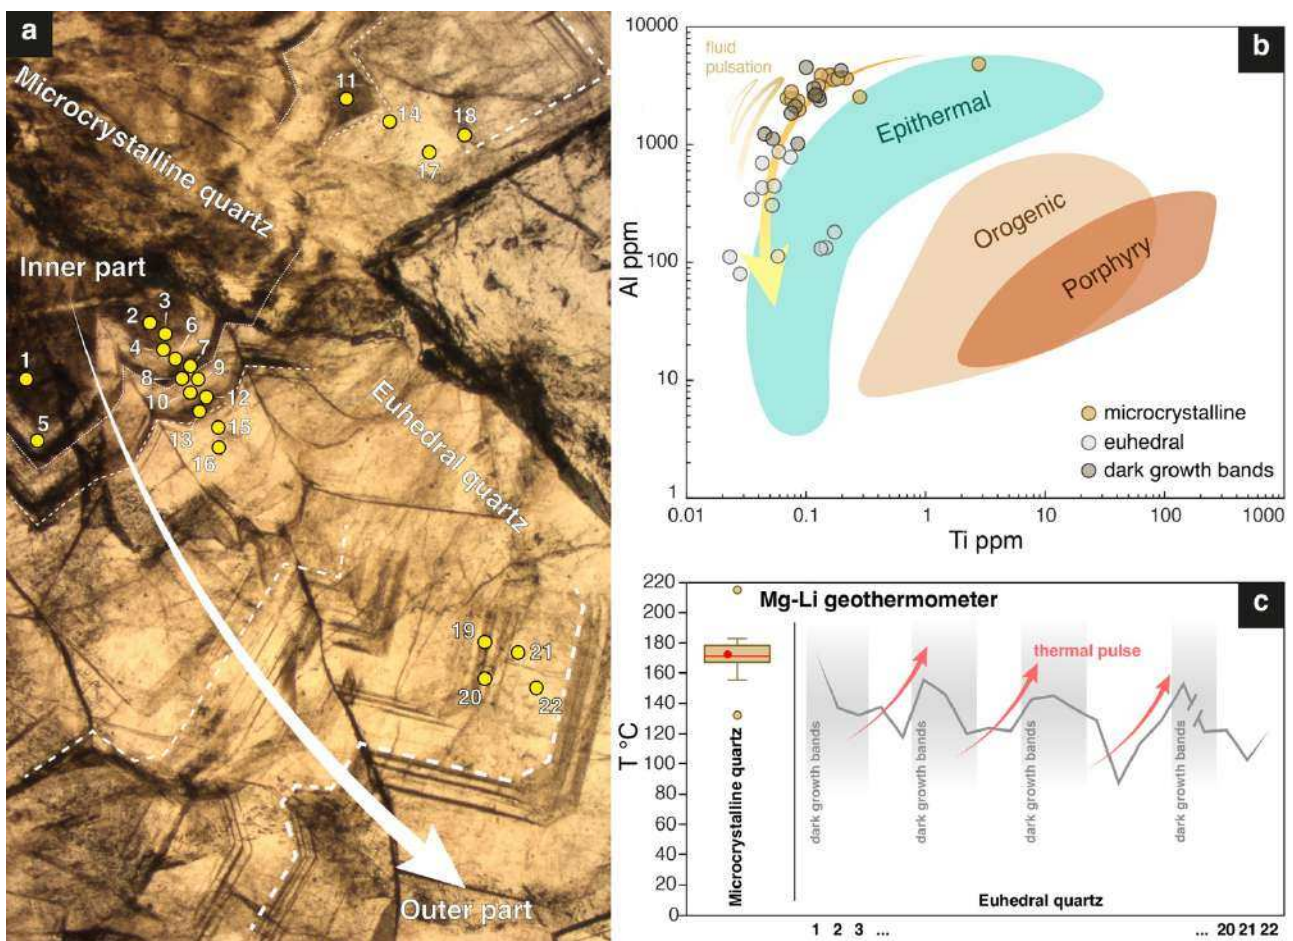 a
Microcrystalline quartz
11
14
18
17
Inner part
3
2
6
4
7
1
9
8
12
10
5
13
15
16
Euhedral quartz
19
21
20
22
Outer part
b
10000
1000
100
10
1
Al ppm
fluid
pulsation
Epithermal
Orogenic
Porphyry
microcrystalline
euhedral
dark growth bands
0.01 0.1 1 10 100 1000
Ti ppm
c
220
200
180
160
140
120
100
80
60
40
20
0
T °C
Mg-Li geothermometer
thermal pulse
Microcrystalline quartz
dark growth bands
dark growth bands
dark growth bands
dark growth bands
Euhedral quartz
1 2 3 ... ... 20 21 22